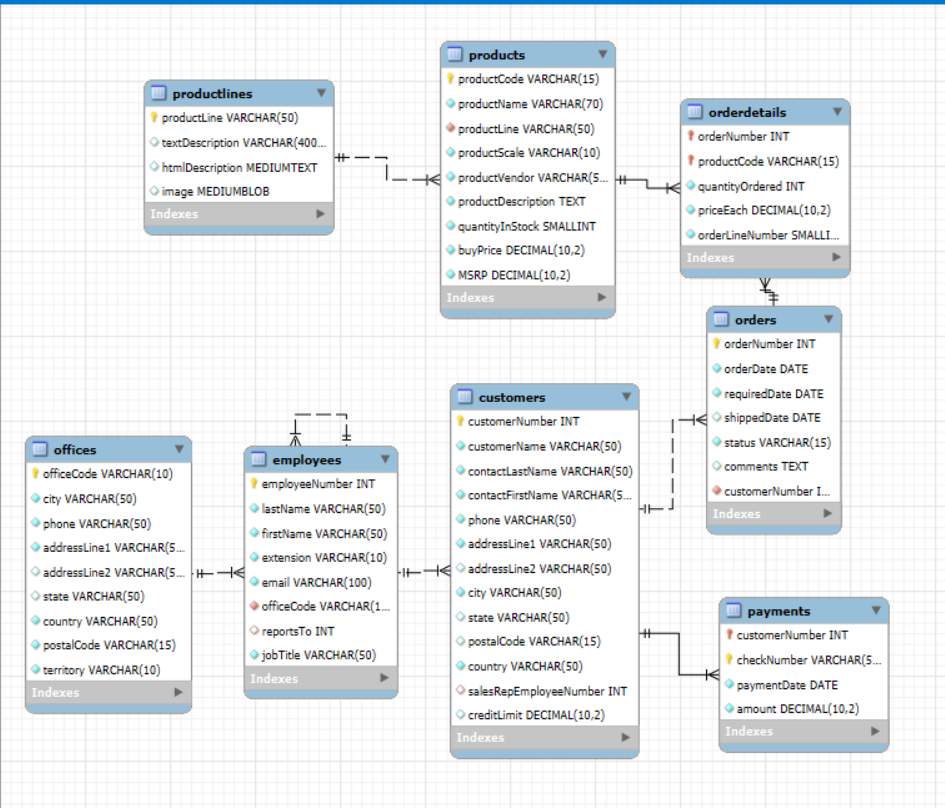 productlines
productLine VARCHAR(50)
textDescription VARCHAR(400...
htmlDescription MEDIUMTEXT
image MEDIUMBLOB
Indexes
products
productCode VARCHAR(15)
productName VARCHAR(70)
productLine VARCHAR(50)
productScale VARCHAR(10)
productVendor VARCHAR(5...
productDescription TEXT
quantityInStock SMALLINT
buyPrice DECIMAL(10,2)
MSRP DECIMAL(10,2)
Indexes
orderdetails
orderNumber INT
productCode VARCHAR(15)
quantityOrdered INT
priceEach DECIMAL(10,2)
orderLineNumber SMALLI...
Indexes
orders
orderNumber INT
orderDate DATE
requiredDate DATE
shippedDate DATE
status VARCHAR(15)
comments TEXT
customerNumber I...
Indexes
offices
officeCode VARCHAR(10)
city VARCHAR(50)
phone VARCHAR(50)
addressLine1 VARCHAR(5...
addressLine2 VARCHAR(5...
state VARCHAR(50)
country VARCHAR(50)
postalCode VARCHAR(15)
territory VARCHAR(10)
Indexes
employees
employeeNumber INT
lastName VARCHAR(50)
firstName VARCHAR(50)
extension VARCHAR(10)
email VARCHAR(100)
officeCode VARCHAR(1...
reportsTo INT
jobTitle VARCHAR(50)
Indexes
customers
customerNumber INT
customerName VARCHAR(50)
contactLastName VARCHAR(50)
contactFirstName VARCHAR(5...
phone VARCHAR(50)
addressLine1 VARCHAR(50)
addressLine2 VARCHAR(50)
city VARCHAR(50)
state VARCHAR(50)
postalCode VARCHAR(15)
country VARCHAR(50)
salesRepEmployeeNumber INT
creditLimit DECIMAL(10,2)
Indexes
payments
customerNumber INT
checkNumber VARCHAR(5...
paymentDate DATE
amount DECIMAL(10,2)
Indexes